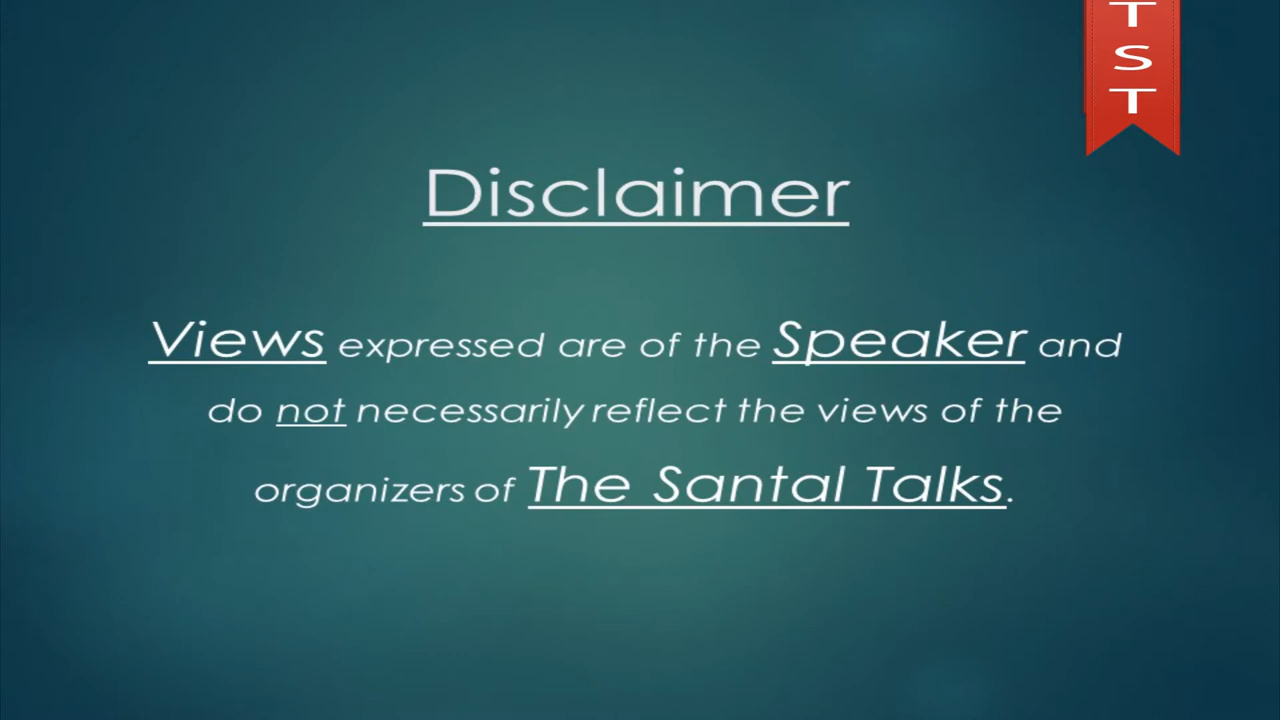 T
S
T
Disclaimer
Views expressed are of the Speaker and
do not necessarily reflect the views of the
organizers of The Santal Talks.